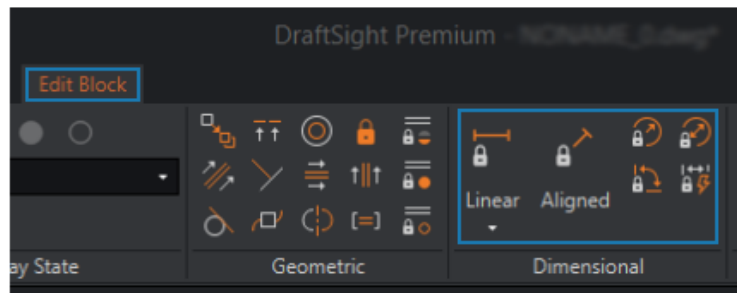 DraftSight Premium -
Edit Block
Linear
Aligned
ay State
Geometric
Dimensional